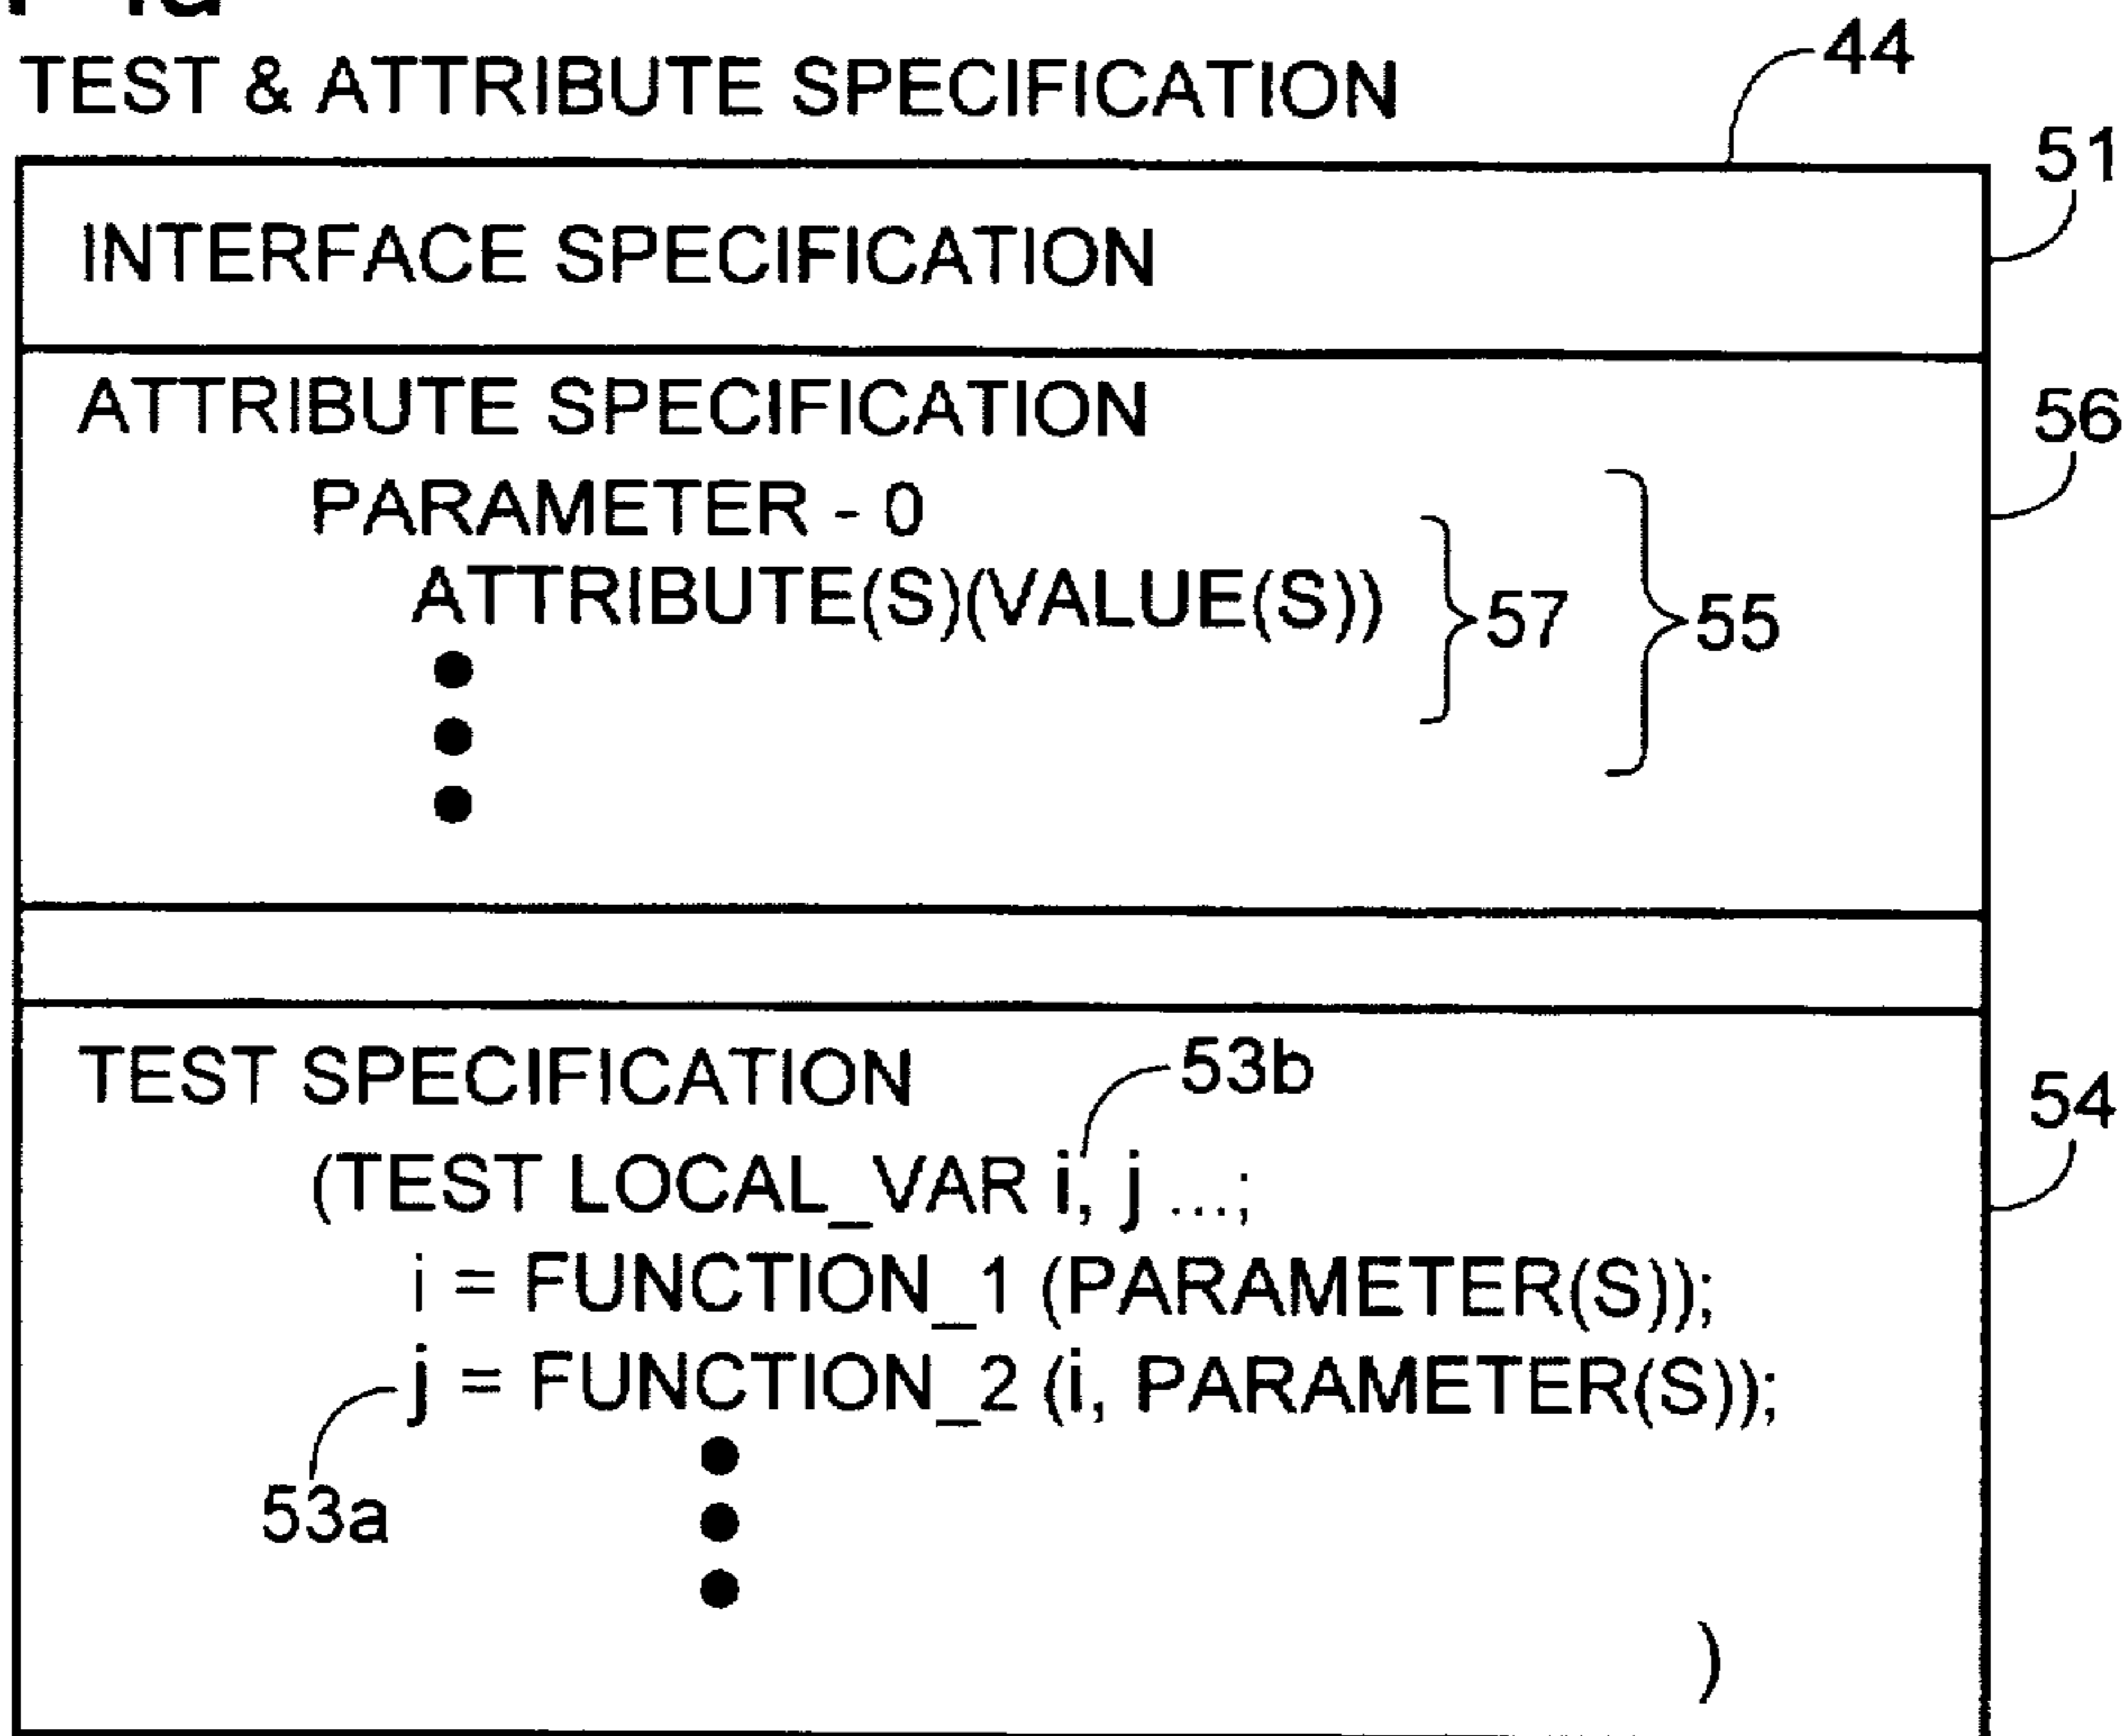 TEST & ATTRIBUTE SPECIFICATION 44
51
INTERFACE SPECIFICATION
ATTRIBUTE SPECIFICATION
56
PARAMETER - 0
ATTRIBUTE(S)(VALUE(S)) 57 55
TEST SPECIFICATION 53b
54
(TEST LOCAL_VAR i, j ...;
i = FUNCTION_1 (PARAMETER(S));
j = FUNCTION_2 (i, PARAMETER(S));
53a
)